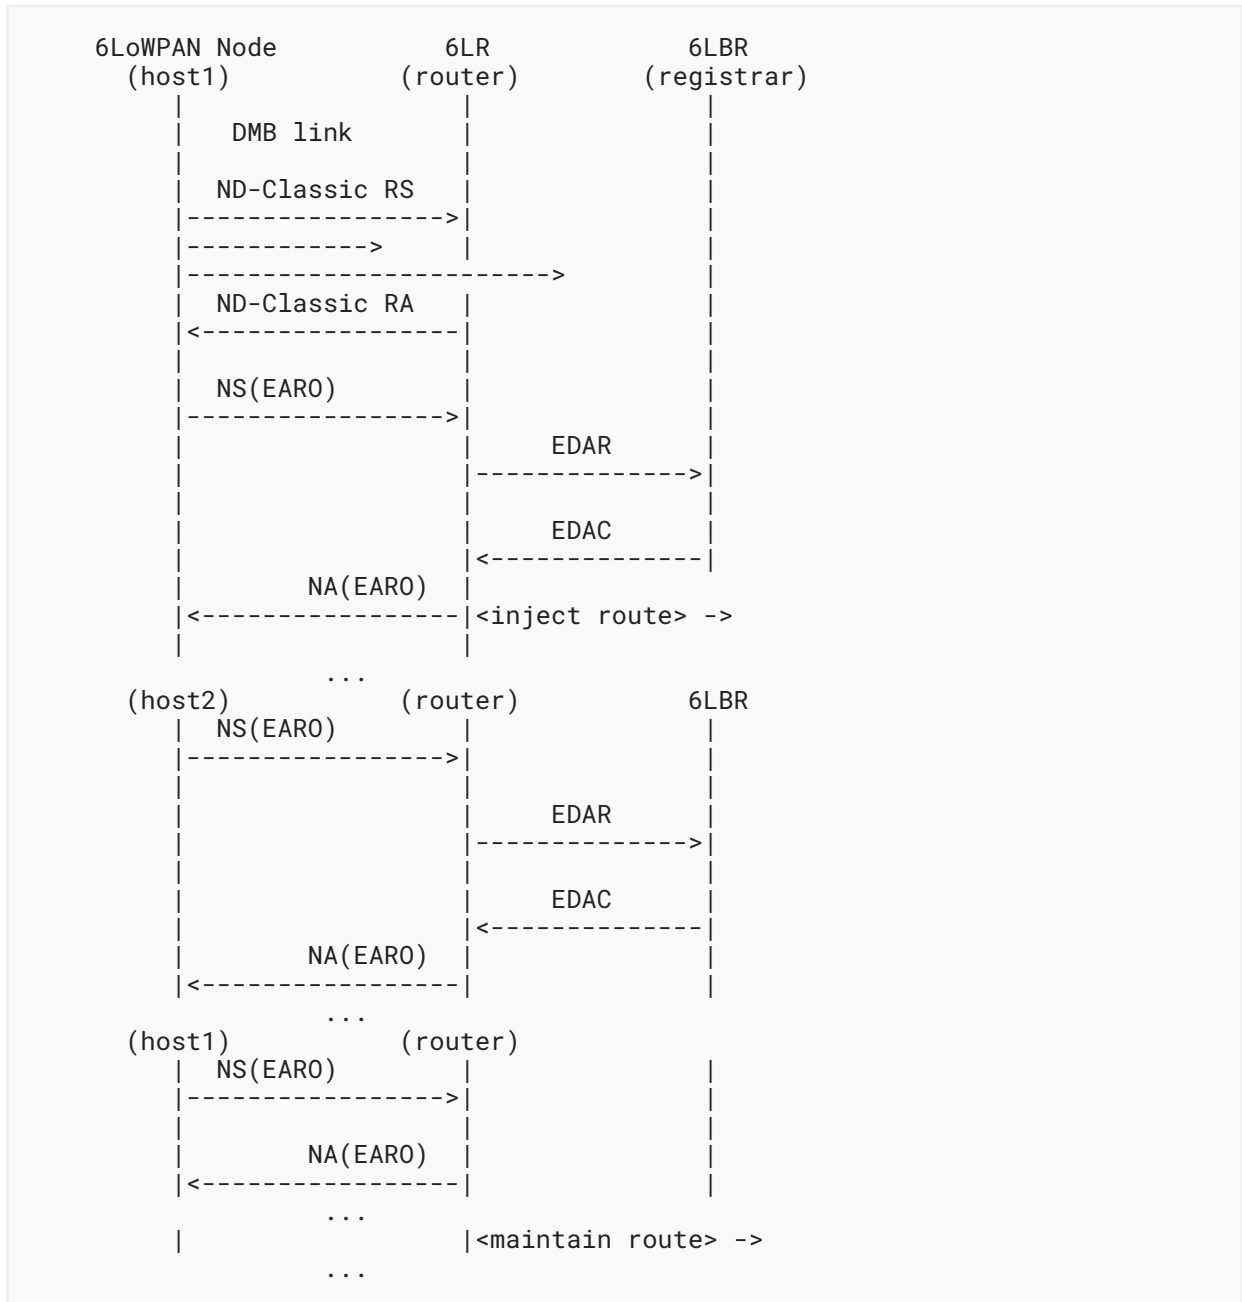 6LoWPAN Node 6LR 6LBR
(host1) (router) (registrar)
| | |
| DMB link | |
| | |
| ND-Classic RS | |
|----------------->| |
|------------> | |
|------------------------> |
| ND-Classic RA | |
|<-----------------| |
| | |
| NS(EARO) | |
|----------------->| |
| | EDAR |
| |-------------->|
| | |
| | EDAC |
| |<--------------|
| NA(EARO) |
|<-----------------|<inject route> ->
| |
...
(host2) (router) 6LBR
| NS(EARO) | |
|----------------->| |
| | |
| | EDAR |
| |-------------->|
| | |
| | EDAC |
| |<--------------|
| NA(EARO) | |
|<-----------------| |
...
(host1) (router)
| NS(EARO) | |
|----------------->| |
| | |
| NA(EARO) | |
|<-----------------| |
...
| |<maintain route> ->
...